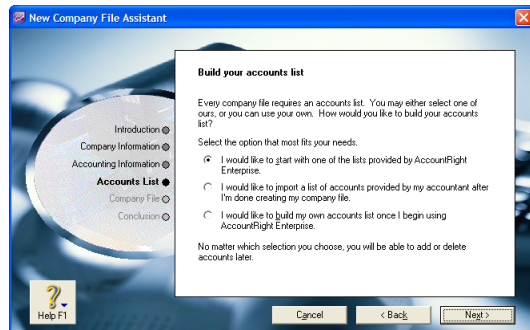 New Company File Assistant
Build your accounts list
Every company file requires an accounts list. You may either select one of
ours, or you can use your own. How would you like to build your accounts
list?
Select the option that most fits your needs.
I would like to start with one of the lists provided by AccountRight
Enterprise.
I would like to import a list of accounts provided by my accountant after
I'm done creating my company file.
I would like to build my own accounts list once I begin using
AccountRight Enterprise.
No matter which selection you choose, you will be able to add or delete
accounts later.
Introduction
Company Information
Accounting Information
Accounts List
Company File
Conclusion
Help F1
Cancel
< Back
Next >